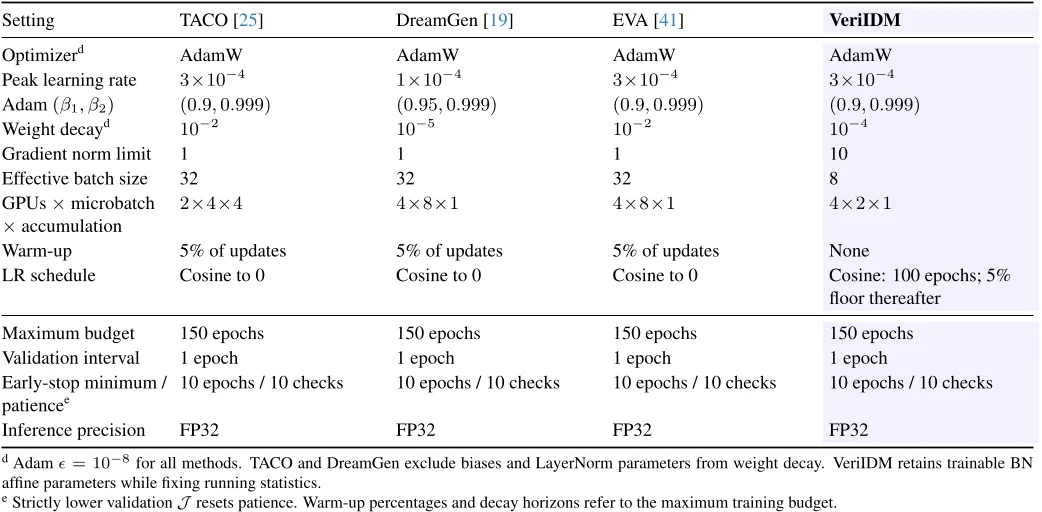 Setting TACO [25] DreamGen [19] EVA [41] VeriIDM
Optimizerᵈ AdamW AdamW AdamW AdamW
Peak learning rate 3×10⁻⁴ 1×10⁻⁴ 3×10⁻⁴ 3×10⁻⁴
Adam (β₁, β₂) (0.9, 0.999) (0.95, 0.999) (0.9, 0.999) (0.9, 0.999)
Weight decayᵈ 10⁻² 10⁻⁵ 10⁻² 10⁻⁴
Gradient norm limit 1 1 1 10
Effective batch size 32 32 32 8
GPUs × microbatch 2×4×4 4×8×1 4×8×1 4×2×1
× accumulation
Warm-up 5% of updates 5% of updates 5% of updates None
LR schedule Cosine to 0 Cosine to 0 Cosine to 0 Cosine: 100 epochs; 5%
floor thereafter
Maximum budget 150 epochs 150 epochs 150 epochs 150 epochs
Validation interval 1 epoch 1 epoch 1 epoch 1 epoch
Early-stop minimum / 10 epochs / 10 checks 10 epochs / 10 checks 10 epochs / 10 checks 10 epochs / 10 checks
patienceᵉ
Inference precision FP32 FP32 FP32 FP32
ᵈ Adam ϵ = 10⁻⁸ for all methods. TACO and DreamGen exclude biases and LayerNorm parameters from weight decay. VeriIDM retains trainable BN
affine parameters while fixing running statistics.
ᵉ Strictly lower validation 𝒥 resets patience. Warm-up percentages and decay horizons refer to the maximum training budget.